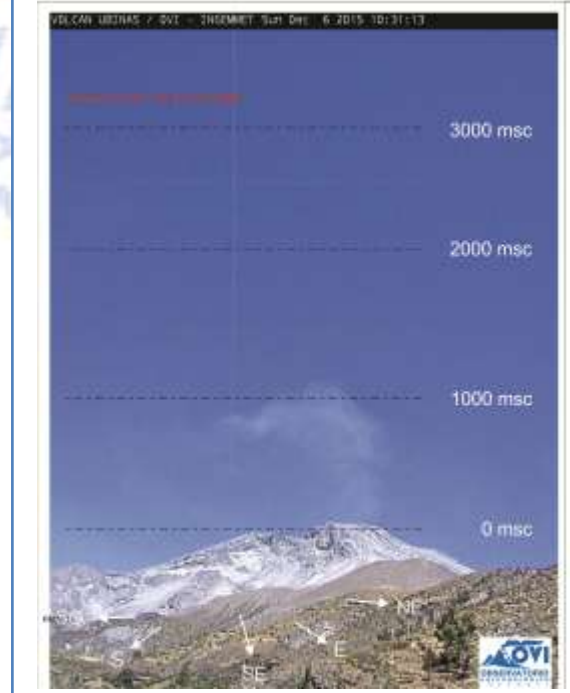 VOLCAN UBINAS / OVI - INGEMMET Sun Dec 6 2015 10:31:13
3000 msc
2000 msc
1000 msc
0 msc
NE
S
E
SE
OVI
OBSERVATORIO